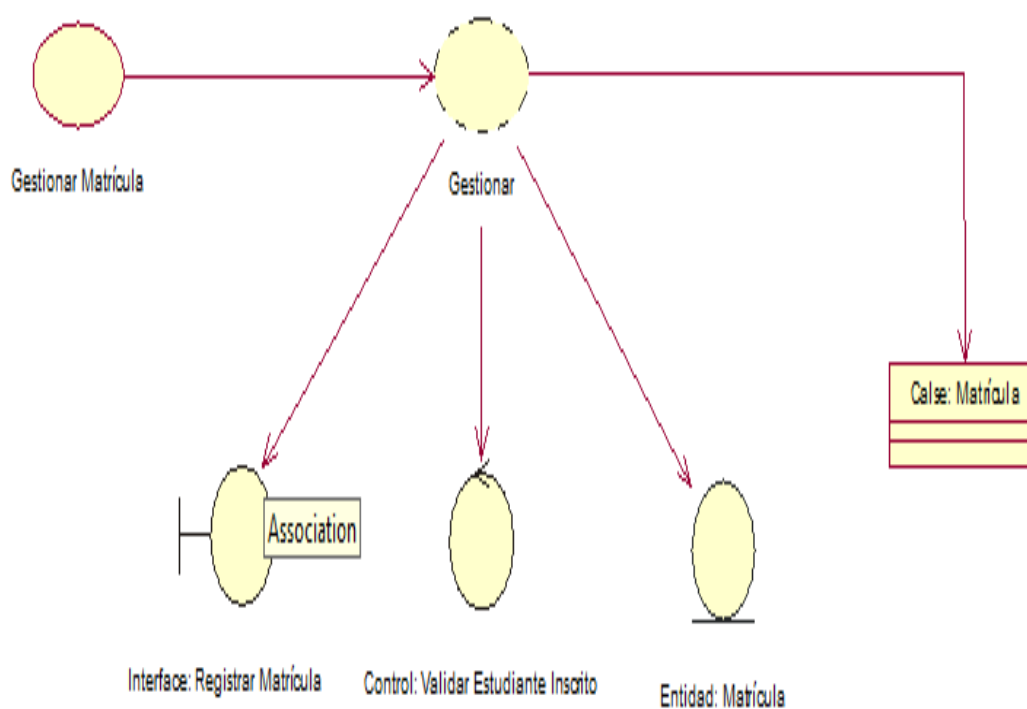 Gestionar Matrícula
Gestionar
Calse: Matrícula
Association
Interface: Registrar Matrícula
Control: Validar Estudiante Inscrito
Entidad: Matrícula